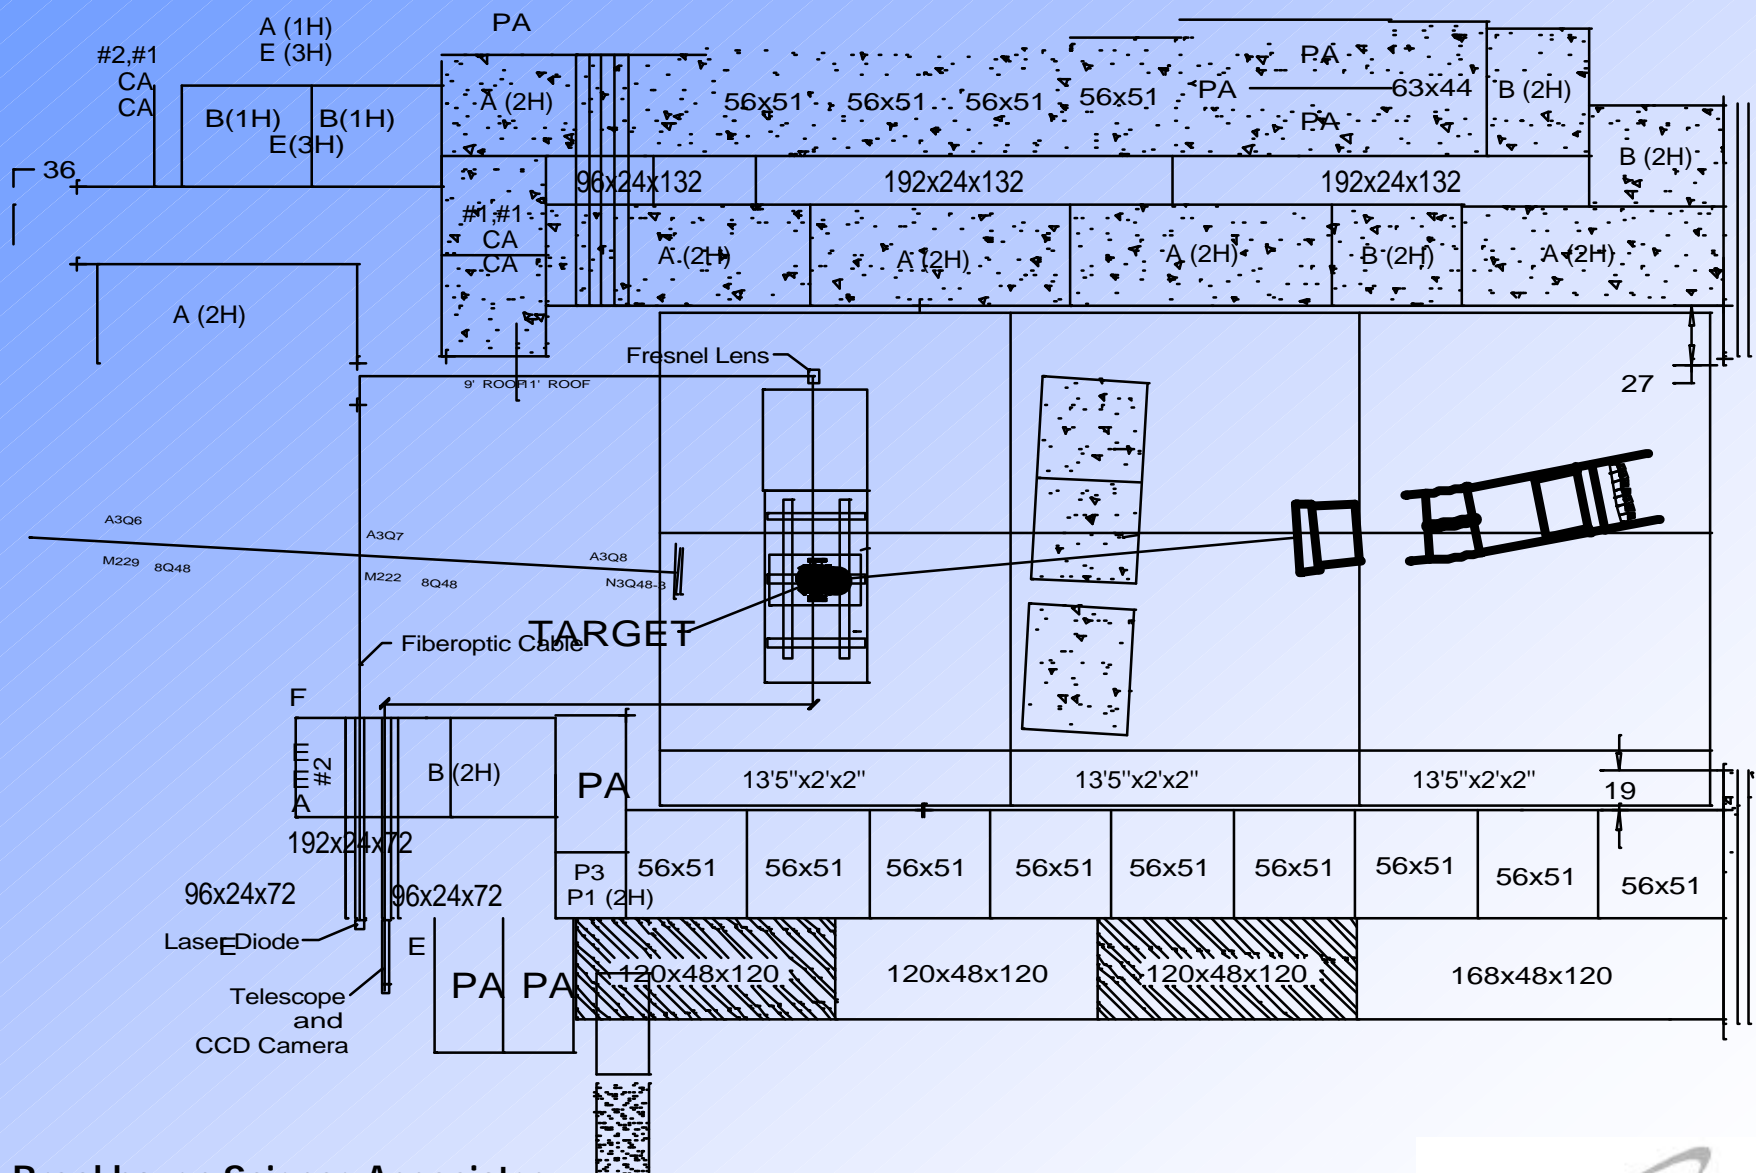 A (1H)
E (3H)
PA
#2,#1
CA
CA
B(1H)
B(1H)
E(3H)
36
A (2H)
56x51
56x51
56x51
56x51
PA
PA
63x44
PA
B (2H)
B (2H)
96x24x132
192x24x132
192x24x132
#1,#1
CA
CA
A (2H)
A (2H)
A (2H)
B (2H)
A (2H)
A (2H)
Fresnel Lens
9' ROOF
11' ROOF
27
A3Q6
A3Q7
A3Q8
M229 8Q48
M222 8Q48
N3Q48-3
TARGET
Fiberoptic Cable
F
E
E
A
#2
B (2H)
PA
13'5"x2'x2"
13'5"x2'x2"
13'5"x2'x2"
19
192x24x72
96x24x72
96x24x72
P3
P1 (2H)
56x51
56x51
56x51
56x51
56x51
56x51
56x51
56x51
56x51
Laser Diode
E
E
PA
PA
120x48x120
120x48x120
120x48x120
168x48x120
Telescope
and
CCD Camera
Brookhaven Science Associates